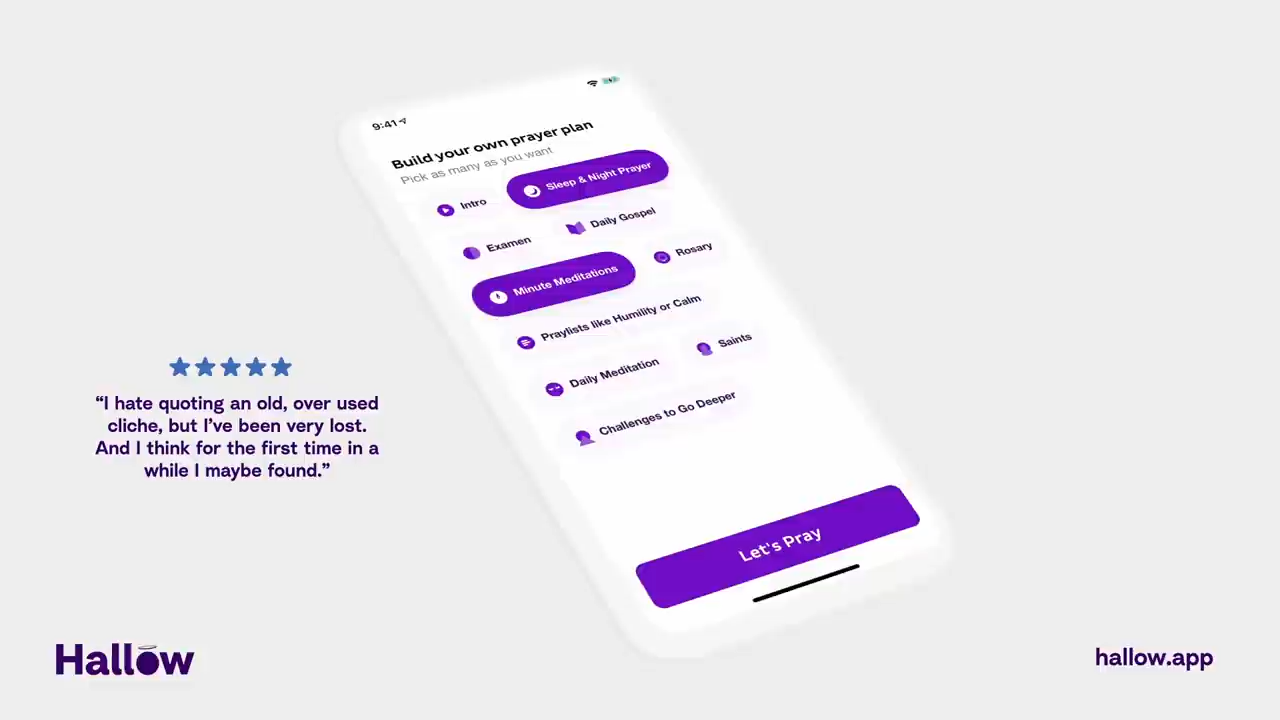 9:41
Build your own prayer plan
Pick as many as you want
Intro
Sleep & Night Prayer
Examen
Daily Gospel
Minute Meditations
Rosary
Praylists like Humility or Calm
Daily Meditation
Saints
Challenges to Go Deeper
Let's Pray
“I hate quoting an old, over used
cliche, but I’ve been very lost.
And I think for the first time in a
while I maybe found.”
Hallow
hallow.app